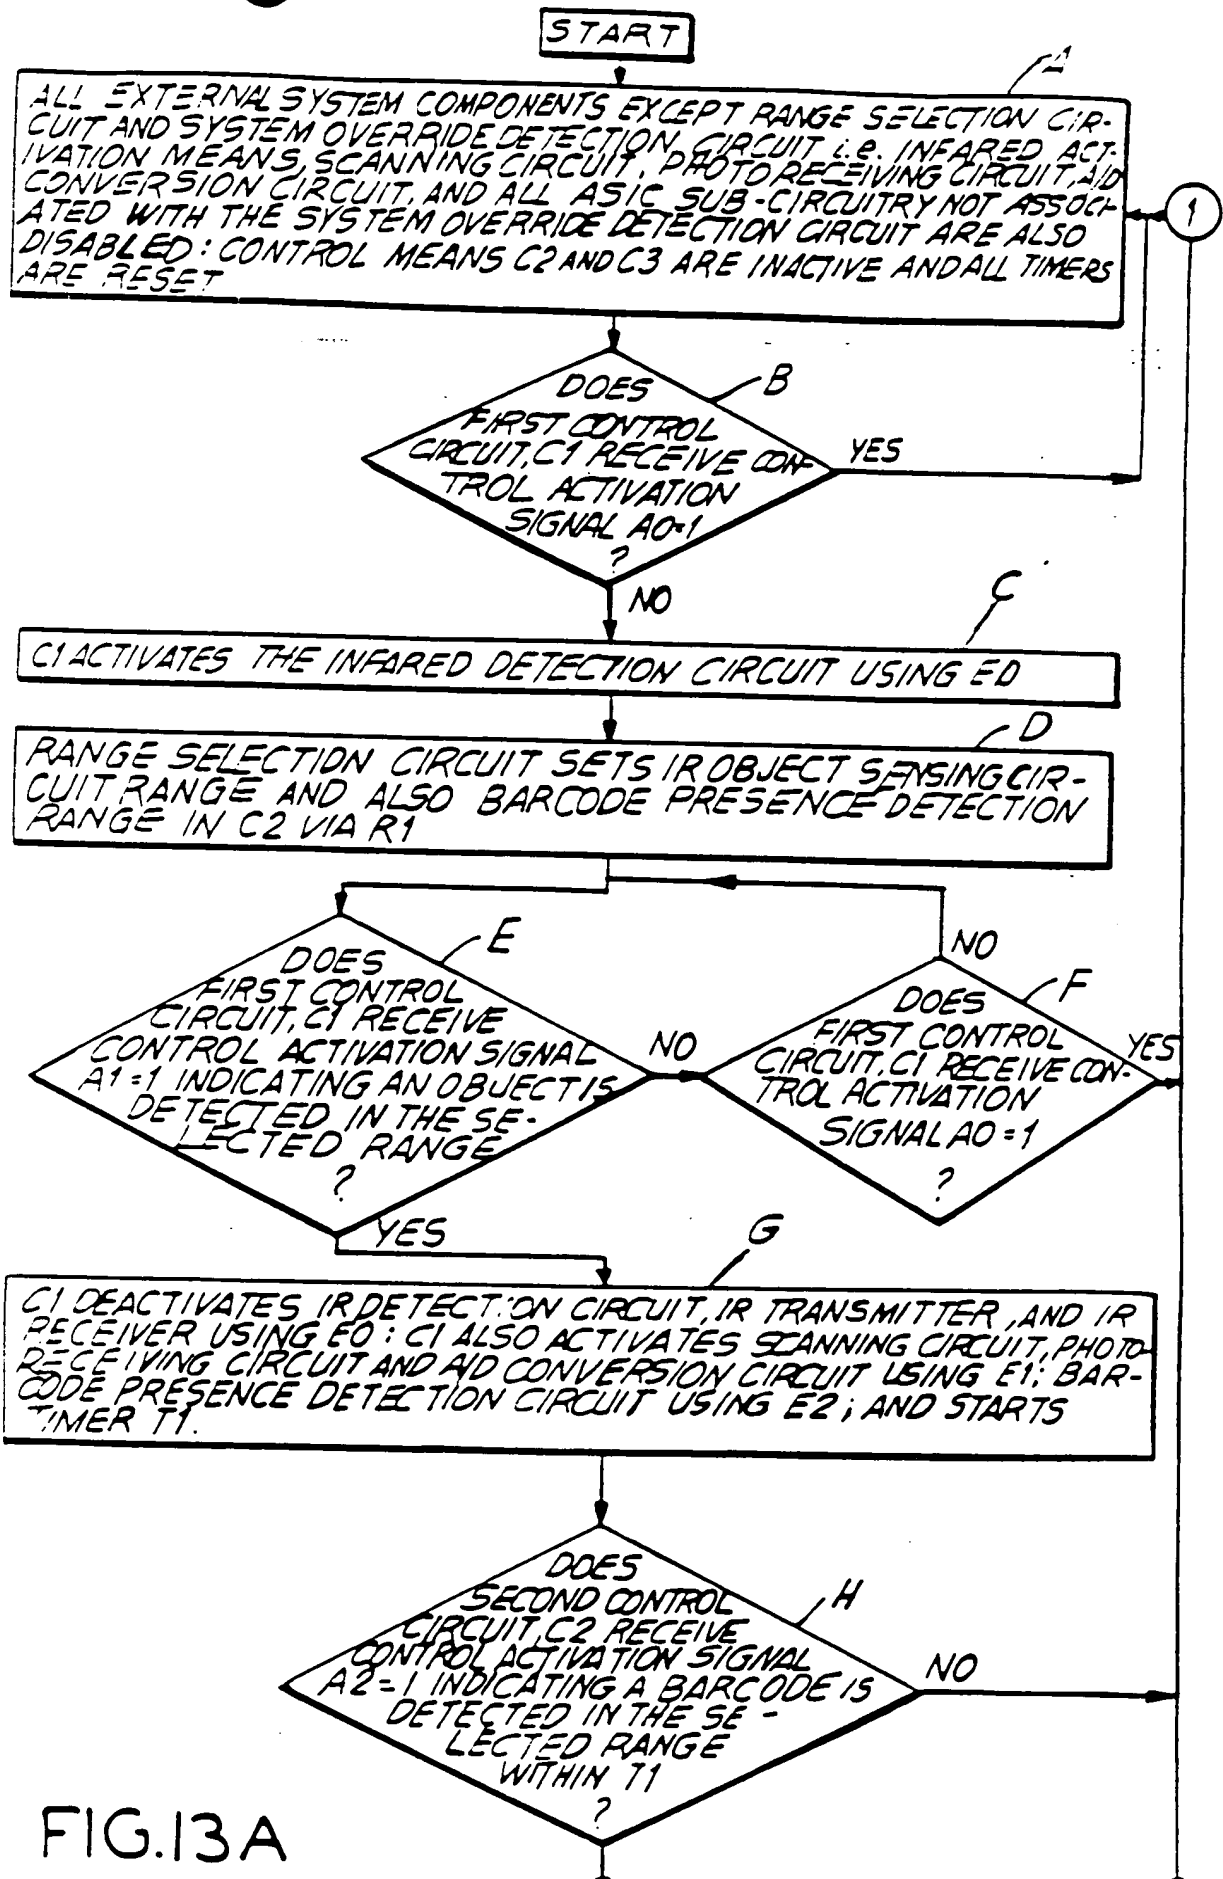 START
A
ALL EXTERNAL SYSTEM COMPONENTS EXCEPT RANGE SELECTION CIR-
CUIT AND SYSTEM OVERRIDE DETECTION CIRCUIT i.e. INFARED ACT-
IVATION MEANS, SCANNING CIRCUIT, PHOTO RECEIVING CIRCUIT, A/D
CONVERSION CIRCUIT, AND ALL ASIC SUB-CIRCUITRY NOT ASSOCI-
ATED WITH THE SYSTEM OVERRIDE DETECTION CIRCUIT ARE ALSO
DISABLED: CONTROL MEANS C2 AND C3 ARE INACTIVE AND ALL TIMERS
ARE RESET
1
B
DOES
FIRST CONTROL
CIRCUIT, C1 RECEIVE CON-
TROL ACTIVATION
SIGNAL A0=1
?
YES
NO
C
C1 ACTIVATES THE INFARED DETECTION CIRCUIT USING E0
D
RANGE SELECTION CIRCUIT SETS IR OBJECT SENSING CIR-
CUIT RANGE AND ALSO BARCODE PRESENCE DETECTION
RANGE IN C2 VIA R1
E
DOES
FIRST CONTROL
CIRCUIT, C1 RECEIVE
CONTROL ACTIVATION SIGNAL
A1=1 INDICATING AN OBJECT IS
DETECTED IN THE SE-
LECTED RANGE
?
NO
YES
NO
F
DOES
FIRST CONTROL
CIRCUIT, C1 RECEIVE CON-
TROL ACTIVATION
SIGNAL A0=1
?
YES
G
C1 DEACTIVATES IR DETECTION CIRCUIT, IR TRANSMITTER, AND IR
RECEIVER USING E0; C1 ALSO ACTIVATES SCANNING CIRCUIT, PHOTO-
RECEIVING CIRCUIT AND A/D CONVERSION CIRCUIT USING E1; BAR-
CODE PRESENCE DETECTION CIRCUIT USING E2; AND STARTS
TIMER T1.
H
DOES
SECOND CONTROL
CIRCUIT, C2 RECEIVE
CONTROL ACTIVATION SIGNAL
A2=1 INDICATING A BARCODE IS
DETECTED IN THE SE-
LECTED RANGE
WITHIN T1
?
NO
FIG.13A